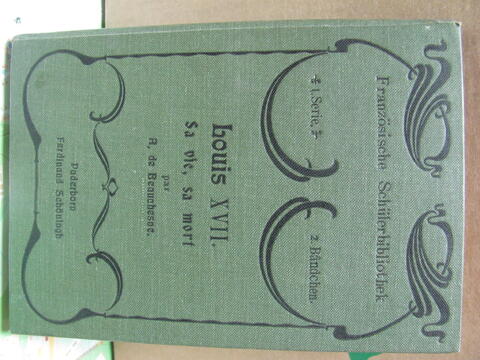 Französische Schülerbibliothek
1. Serie, 2. Bändchen.
Louis XVII.
Sa vie, sa mort
par
A. de Beauchesne.
Paderborn
Ferdinand Schöningh